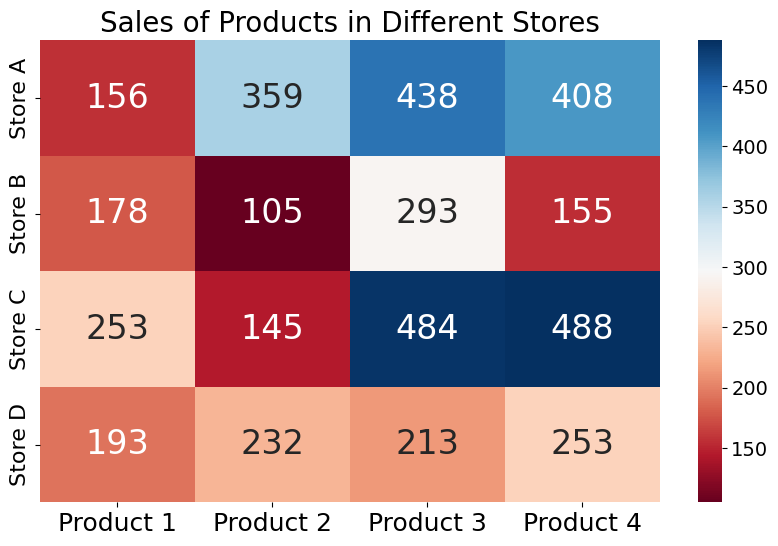 Sales of Products in Different Stores
Store A
156 359 438 408
Store B
178 105 293 155
Store C
253 145 484 488
Store D
193 232 213 253
Product 1 Product 2 Product 3 Product 4
450
400
350
300
250
200
150